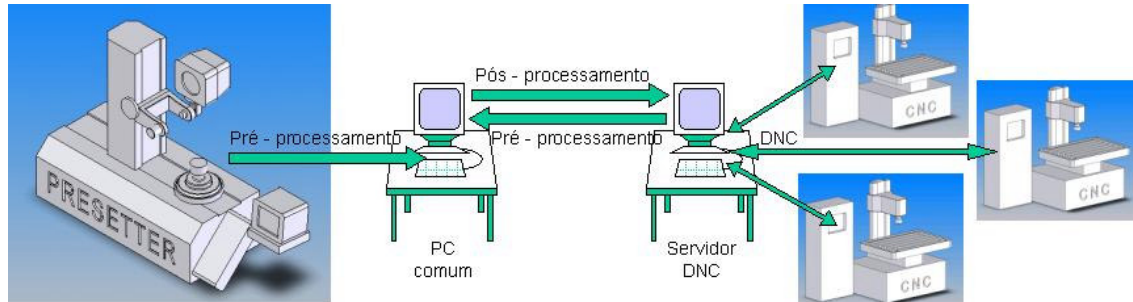 PRESETTER
Pré - processamento
Pós - processamento
Pré - processamento
PC
comum
Servidor
DNC
DNC
CNC
CNC
CNC